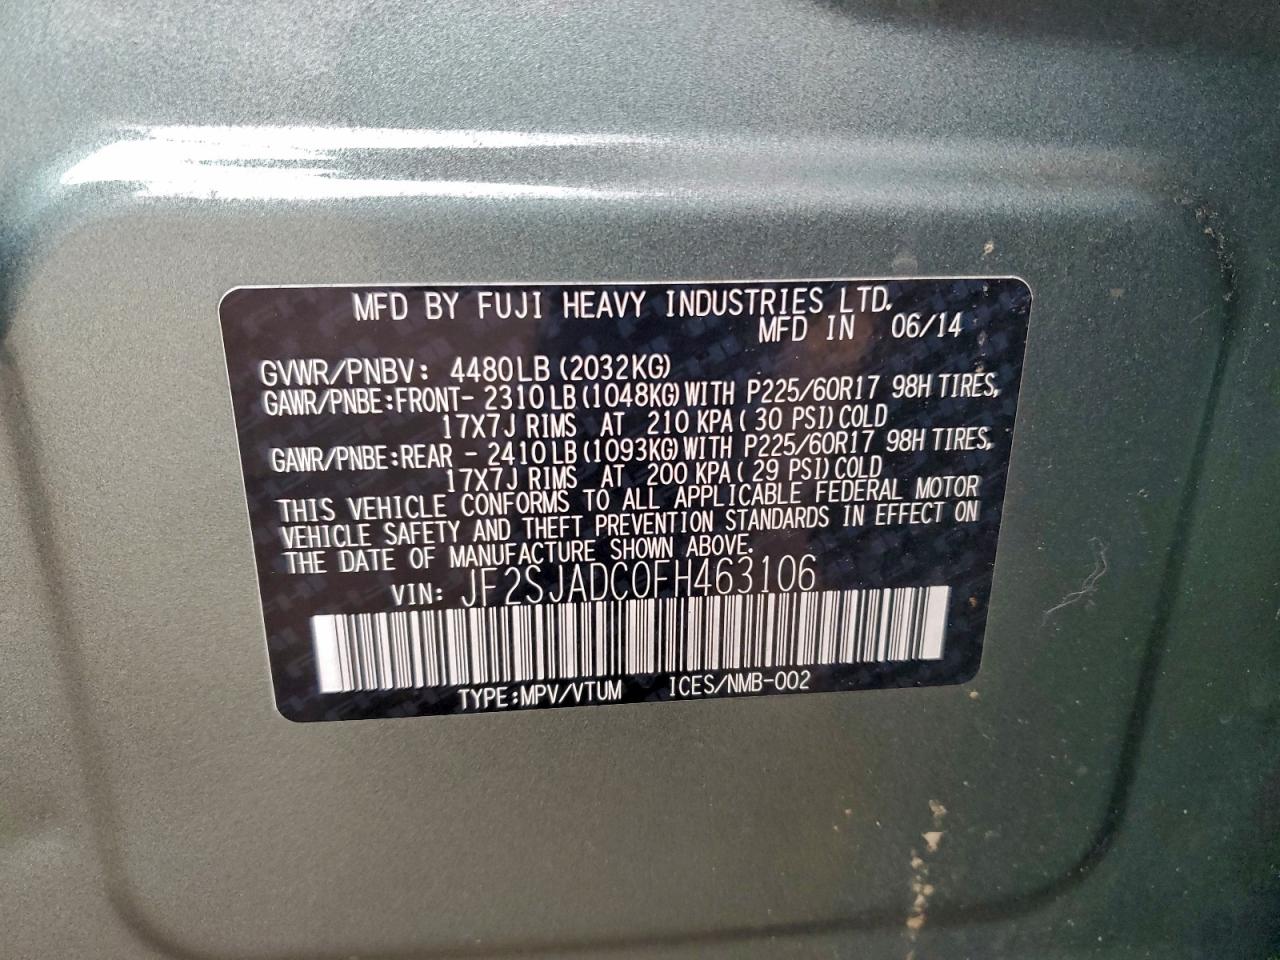 MFD BY FUJI HEAVY INDUSTRIES LTD.
MFD IN 06/14
GVWR/PNBV: 4480LB (2032KG)
GAWR/PNBE:FRONT- 2310LB (1048KG) WITH P225/60R17 98H TIRES,
17X7J RIMS AT 210 KPA ( 30 PSI) COLD
GAWR/PNBE:REAR - 2410LB (1093KG) WITH P225/60R17 98H TIRES,
17X7J RIMS AT 200 KPA ( 29 PSI) COLD
THIS VEHICLE CONFORMS TO ALL APPLICABLE FEDERAL MOTOR
VEHICLE SAFETY AND THEFT PREVENTION STANDARDS IN EFFECT ON
THE DATE OF MANUFACTURE SHOWN ABOVE.
VIN: JF2SJADC0FH463106
TYPE:MPV/VTUM ICES/NMB-002